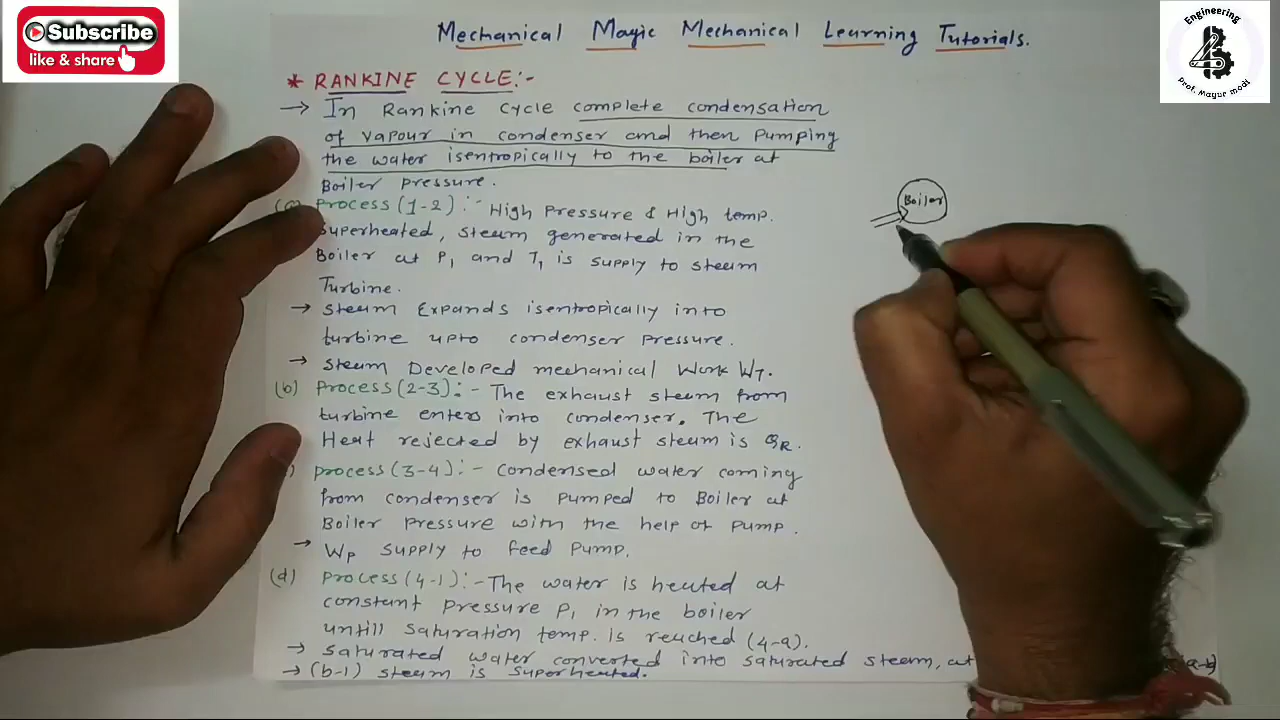 Subscribe
like & share
Mechanical Magic Mechanical Learning Tutorials.
Engineering
Prof. Mayur modi
* RANKINE CYCLE:-
→ In Rankine Cycle complete condensation
of vapour in condenser and then pumping
the water isentropically to the boiler at
Boiler pressure.
process (1-2):- High Pressure & High temp.
superheated, steam generated in the
Boiler at P1 and T1 is supply to steam
Turbine.
→ steam Expands isentropically into
turbine upto condenser pressure.
→ steam Developed mechanical Work WT.
(b) process (2-3):- The exhaust steam from
turbine enters into condenser. The
Heat rejected by exhaust steam is QR.
process (3-4):- Condensed water coming
from condenser is pumped to Boiler at
Boiler pressure with the help of pump.
→ Wp supply to feed pump.
(d) process (4-1):- The water is heated at
constant pressure P1 in the boiler
untill saturation temp. is reached (4-a).
→ saturated water converted into saturated steam, at
→ (b-1) steam is superheated.
Boiler